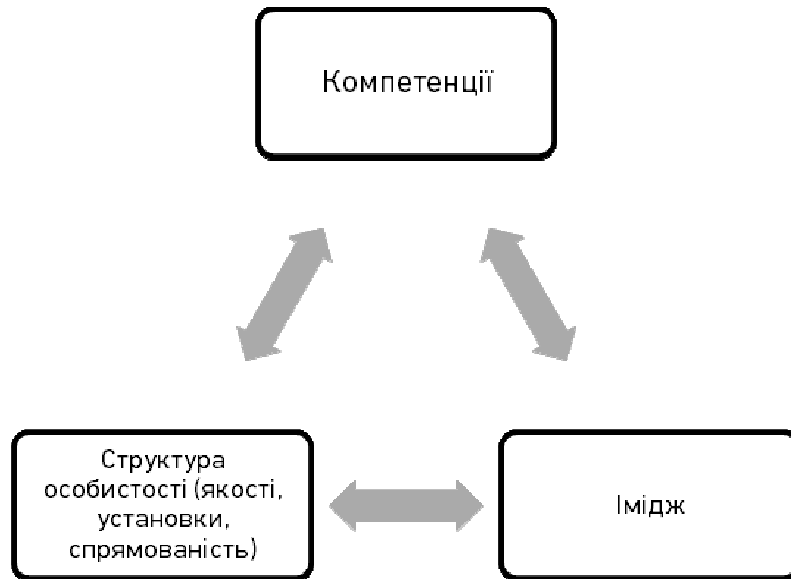 Компетенції
Структура
особистості (якості,
установки,
спрямованість)
Імідж